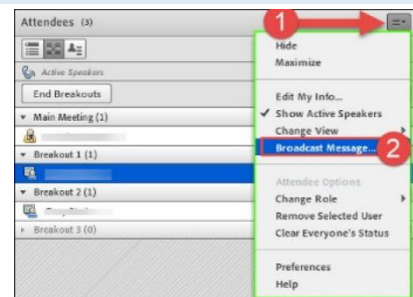 Attendees (3)
1
Active Speakers
End Breakouts
Main Meeting (1)
Breakout 1 (1)
Breakout 2 (1)
Breakout 3 (0)
Hide
Maximize
Edit My Info...
Show Active Speakers
Change View
Broadcast Message...
2
Attendee Options
Change Role
Remove Selected User
Clear Everyone's Status
Preferences
Help